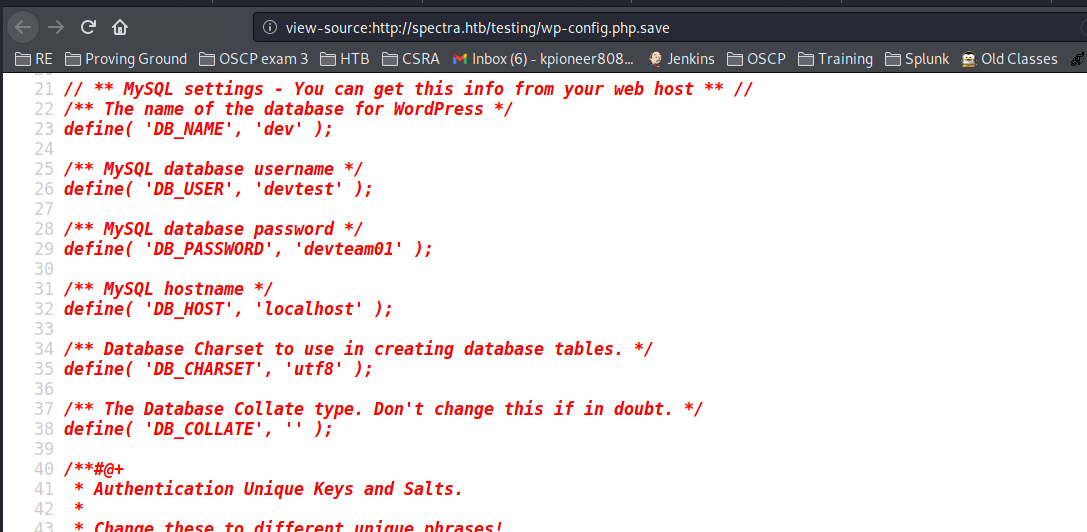 view-source:http://spectra.htb/testing/wp-config.php.save
RE Proving Ground OSCP exam 3 HTB CSRA Inbox (6) - kpioneer808... Jenkins OSCP Training Splunk Old Classes
21 // ** MySQL settings - You can get this info from your web host ** //
22 /** The name of the database for WordPress */
23 define( 'DB_NAME', 'dev' );
24
25 /** MySQL database username */
26 define( 'DB_USER', 'devtest' );
27
28 /** MySQL database password */
29 define( 'DB_PASSWORD', 'devteam01' );
30
31 /** MySQL hostname */
32 define( 'DB_HOST', 'localhost' );
33
34 /** Database Charset to use in creating database tables. */
35 define( 'DB_CHARSET', 'utf8' );
36
37 /** The Database Collate type. Don't change this if in doubt. */
38 define( 'DB_COLLATE', '' );
39
40 /**#@+
41 * Authentication Unique Keys and Salts.
42 *
43 * Change these to different unique phrases!